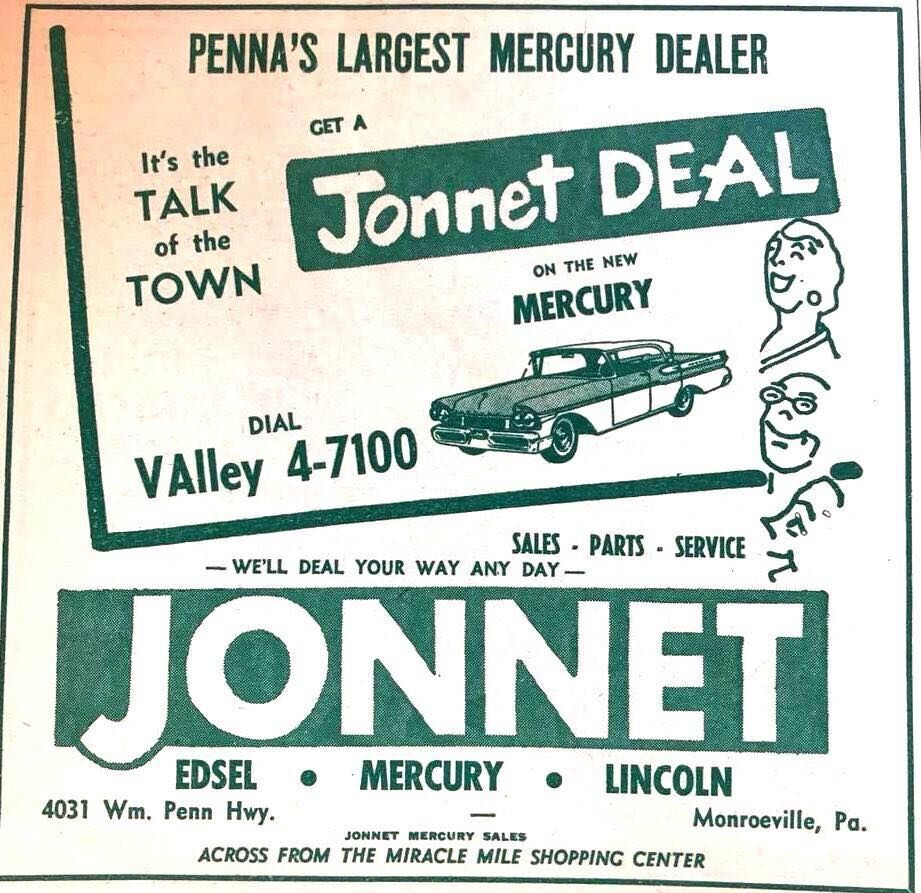 PENNA'S LARGEST MERCURY DEALER
It's the
TALK
of the
TOWN
GET A
Jonnet DEAL
ON THE NEW
MERCURY
DIAL
VAlley 4-7100
SALES - PARTS - SERVICE
— WE'LL DEAL YOUR WAY ANY DAY —
JONNET
EDSEL • MERCURY • LINCOLN
4031 Wm. Penn Hwy. — Monroeville, Pa.
JONNET MERCURY SALES
ACROSS FROM THE MIRACLE MILE SHOPPING CENTER